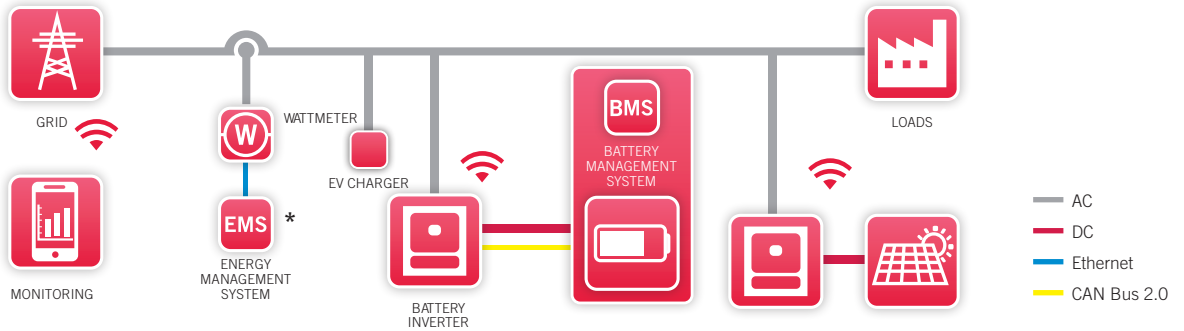 GRID
MONITORING
W
WATTMETER
EMS *
ENERGY
MANAGEMENT
SYSTEM
EV CHARGER
BATTERY
INVERTER
BMS
BATTERY
MANAGEMENT
SYSTEM
LOADS
AC
DC
Ethernet
CAN Bus 2.0